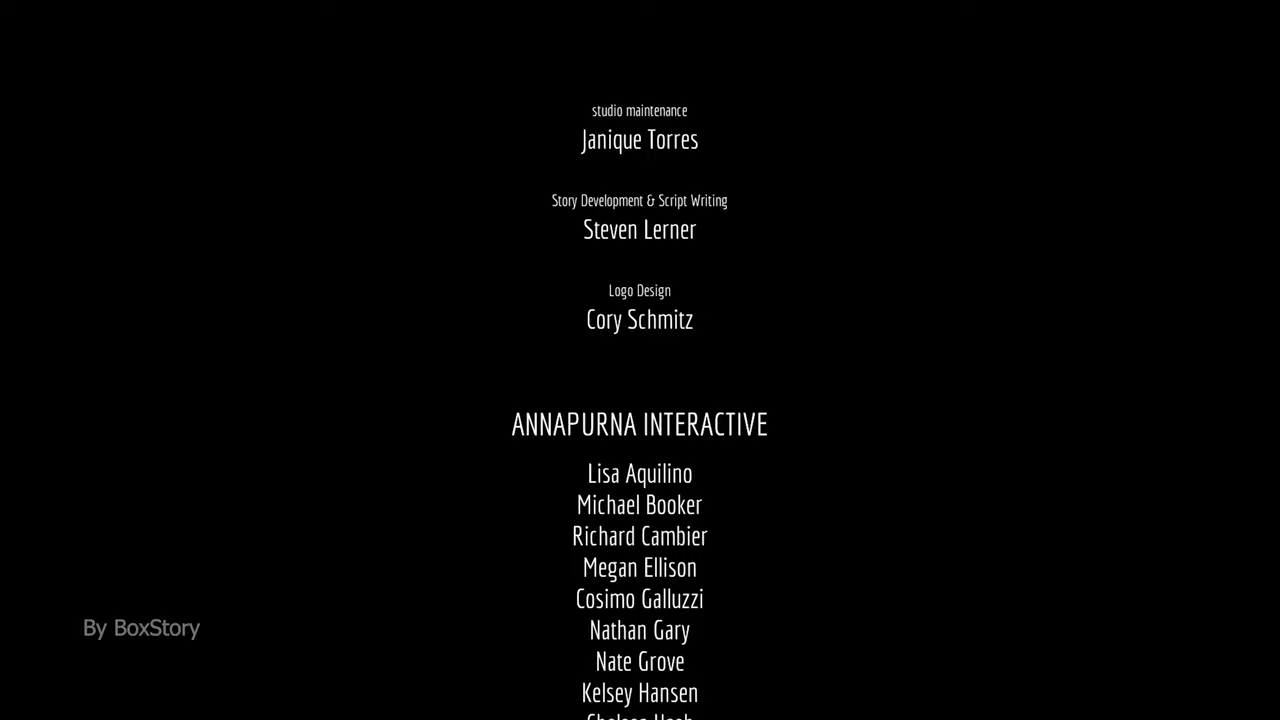 studio maintenance
Janique Torres
Story Development & Script Writing
Steven Lerner
Logo Design
Cory Schmitz
ANNAPURNA INTERACTIVE
Lisa Aquilino
Michael Booker
Richard Cambier
Megan Ellison
Cosimo Galluzzi
By BoxStory
Nathan Gary
Nate Grove
Kelsey Hansen